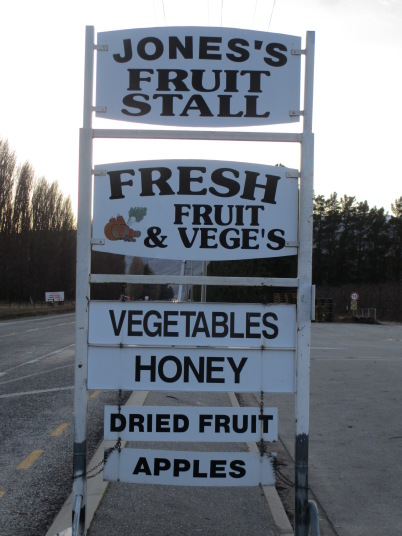 JONES'S
FRUIT
STALL
FRESH
FRUIT
& VEGE'S
VEGETABLES
HONEY
DRIED FRUIT
APPLES